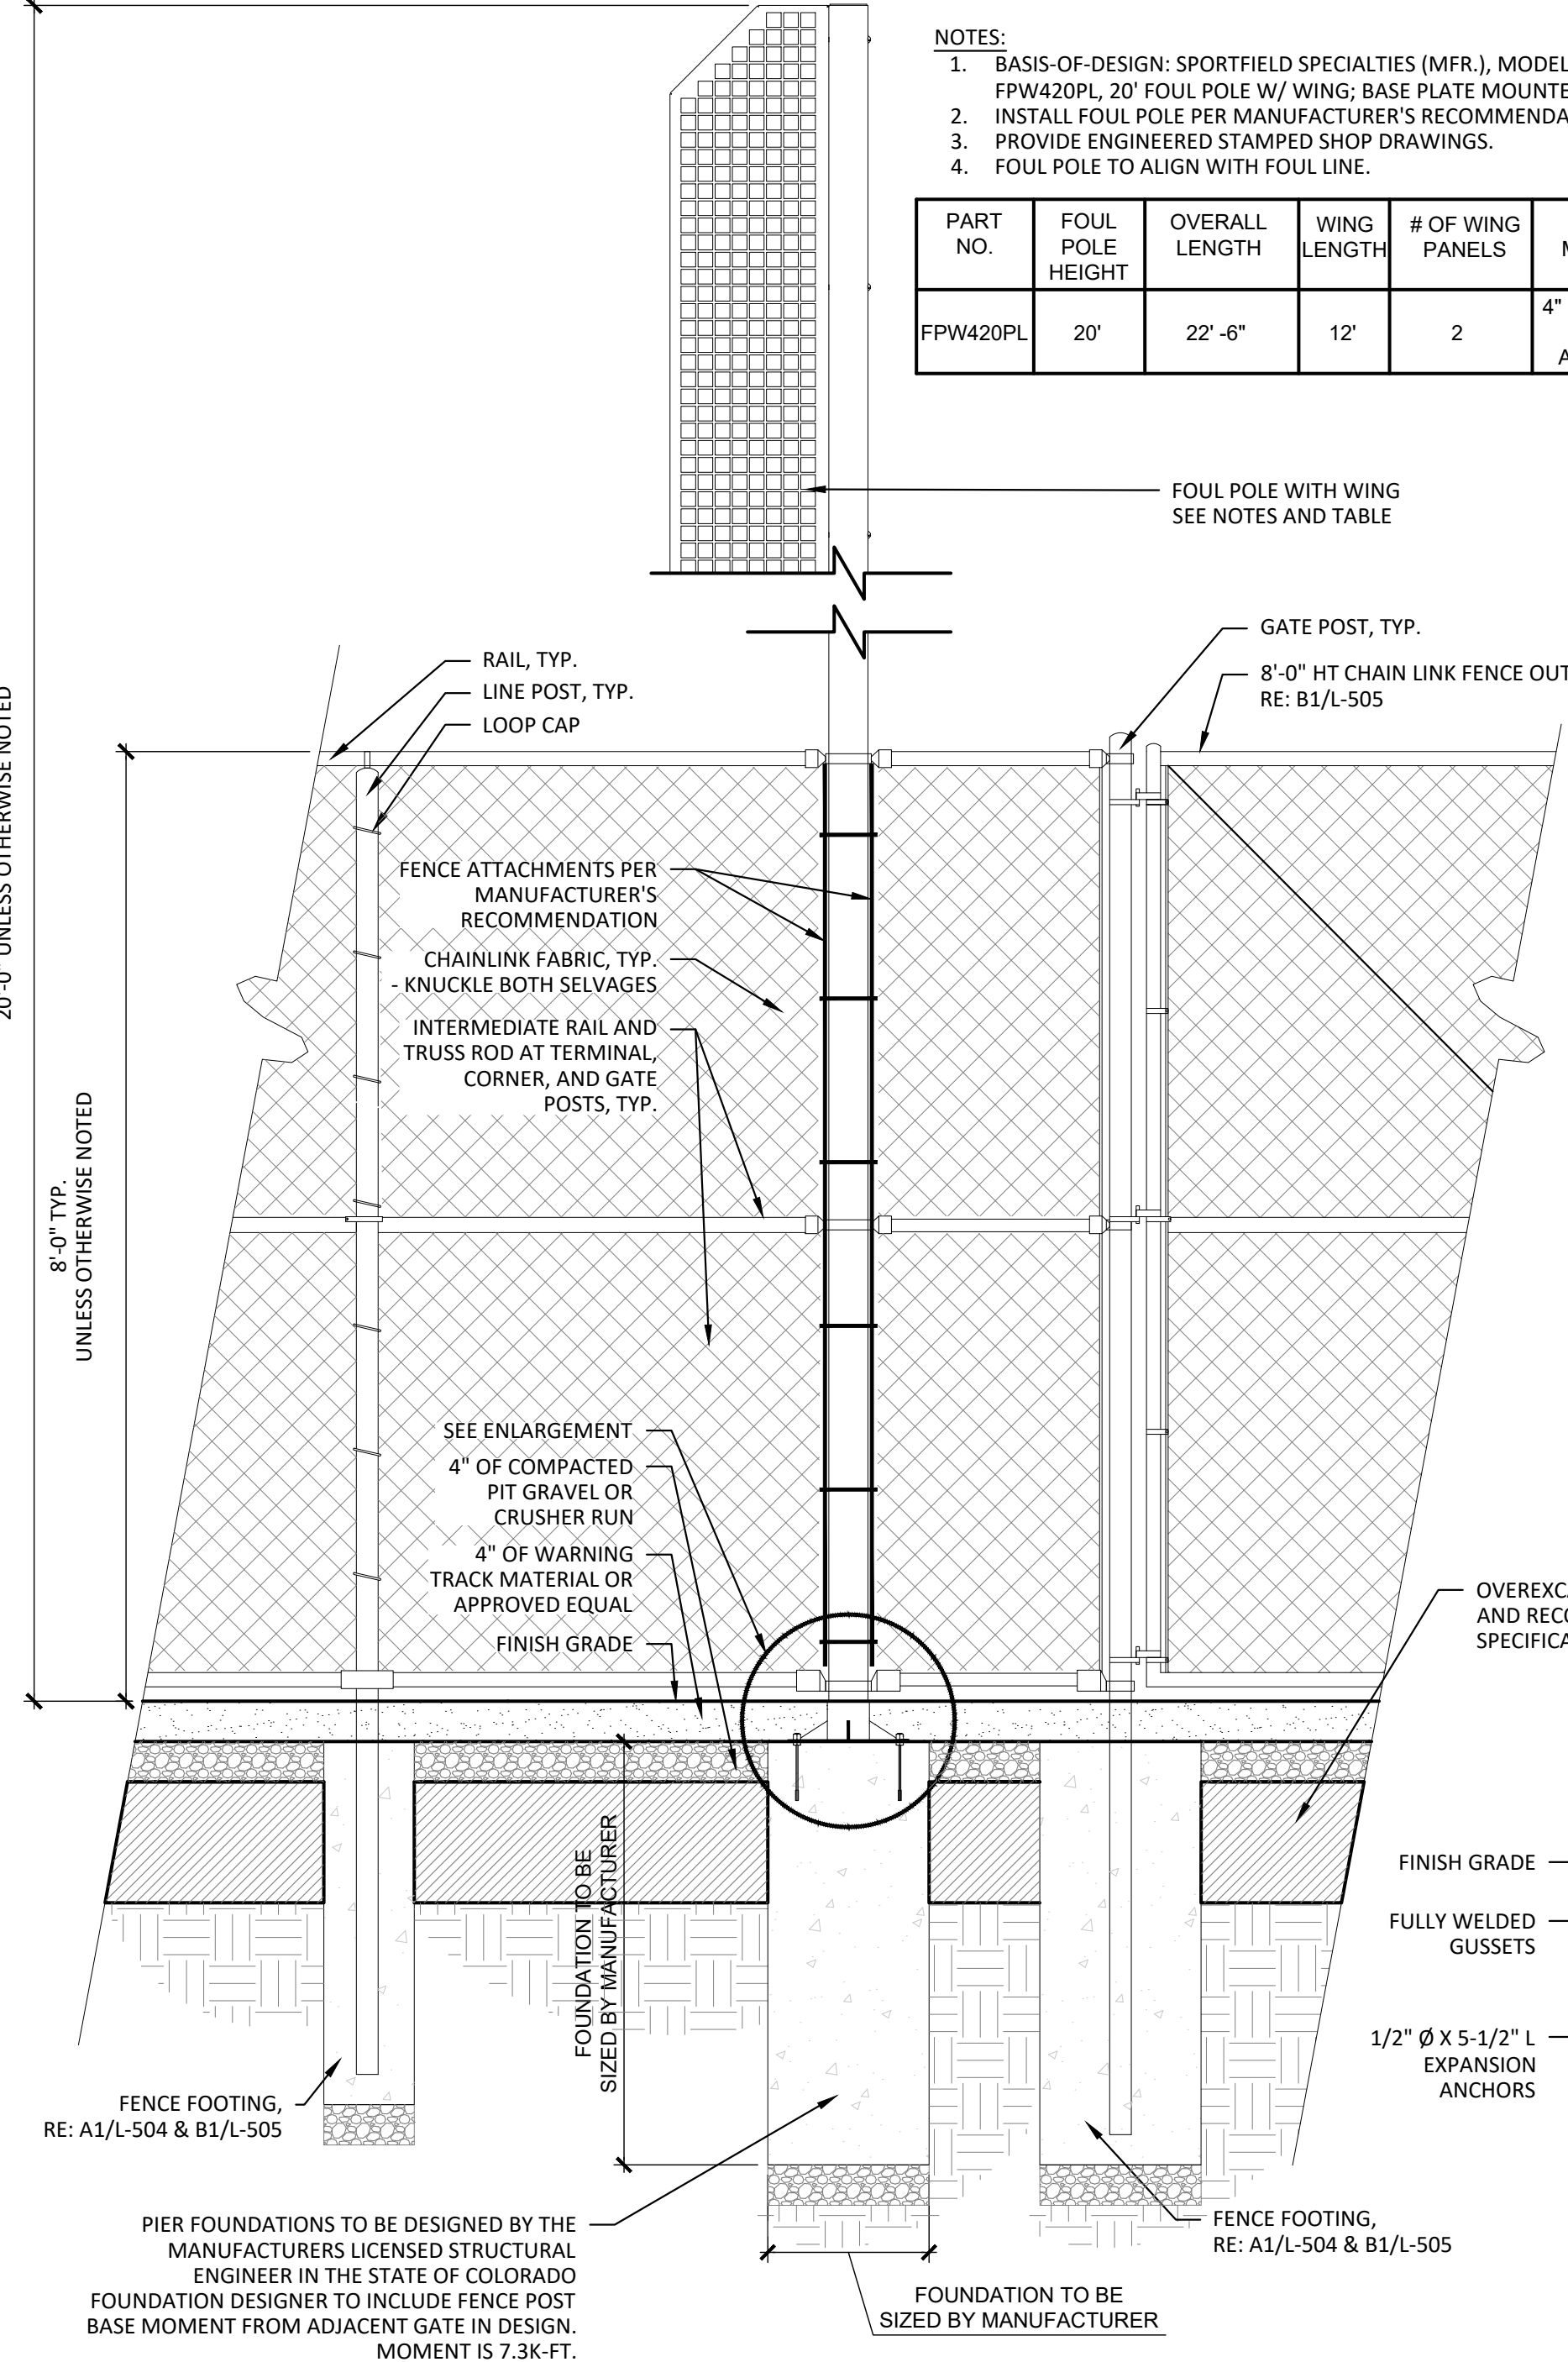 NOTES:
1. BASIS-OF-DESIGN: SPORTFIELD SPECIALTIES (MFR.), MODEL
FPW420PL, 20' FOUL POLE W/ WING; BASE PLATE
2. INSTALL FOUL POLE PER MANUFACTURER'S
3. PROVIDE ENGINEERED STAMPED SHOP DRAWINGS.
4. FOUL POLE TO ALIGN WITH FOUL LINE.
PART NO.
FOUL POLE HEIGHT
OVERALL LENGTH
WING LENGTH
# OF WING PANELS
FPW420PL
20'
22' -6"
12'
2
4"
FOUL POLE WITH WING
SEE NOTES AND TABLE
GATE POST, TYP.
8'-0" HT CHAIN LINK FENCE
RE: B1/L-505
RAIL, TYP.
LINE POST, TYP.
LOOP CAP
20'-0" UNLESS OTHERWISE NOTED
8'-0" TYP.
UNLESS OTHERWISE NOTED
FENCE ATTACHMENTS PER
MANUFACTURER'S
RECOMMENDATION
CHAINLINK FABRIC, TYP.
- KNUCKLE BOTH SELVAGES
INTERMEDIATE RAIL AND
TRUSS ROD AT TERMINAL,
CORNER, AND GATE
POSTS, TYP.
SEE ENLARGEMENT
4" OF COMPACTED
PIT GRAVEL OR
CRUSHER RUN
4" OF WARNING
TRACK MATERIAL OR
APPROVED EQUAL
FINISH GRADE
AND
FINISH GRADE
FULLY WELDED
GUSSETS
1/2" Ø X 5-1/2" L
EXPANSION
ANCHORS
FOUNDATION TO BE
SIZED BY MANUFACTURER
FENCE FOOTING,
RE: A1/L-504 & B1/L-505
PIER FOUNDATIONS TO BE DESIGNED BY THE
MANUFACTURERS LICENSED STRUCTURAL
ENGINEER IN THE STATE OF COLORADO
FOUNDATION DESIGNER TO INCLUDE FENCE POST
BASE MOMENT FROM ADJACENT GATE IN DESIGN.
MOMENT IS 7.3K-FT.
FENCE FOOTING,
RE: A1/L-504 & B1/L-505
FOUNDATION TO BE
SIZED BY MANUFACTURER